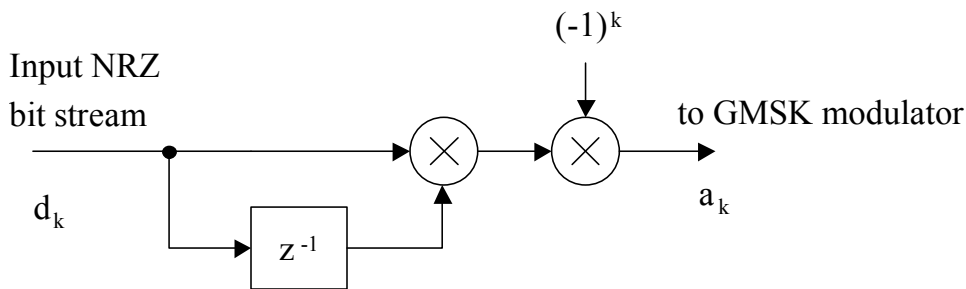 (-1)^k
Input NRZ
bit stream
to GMSK modulator
d_k
a_k
z^-1